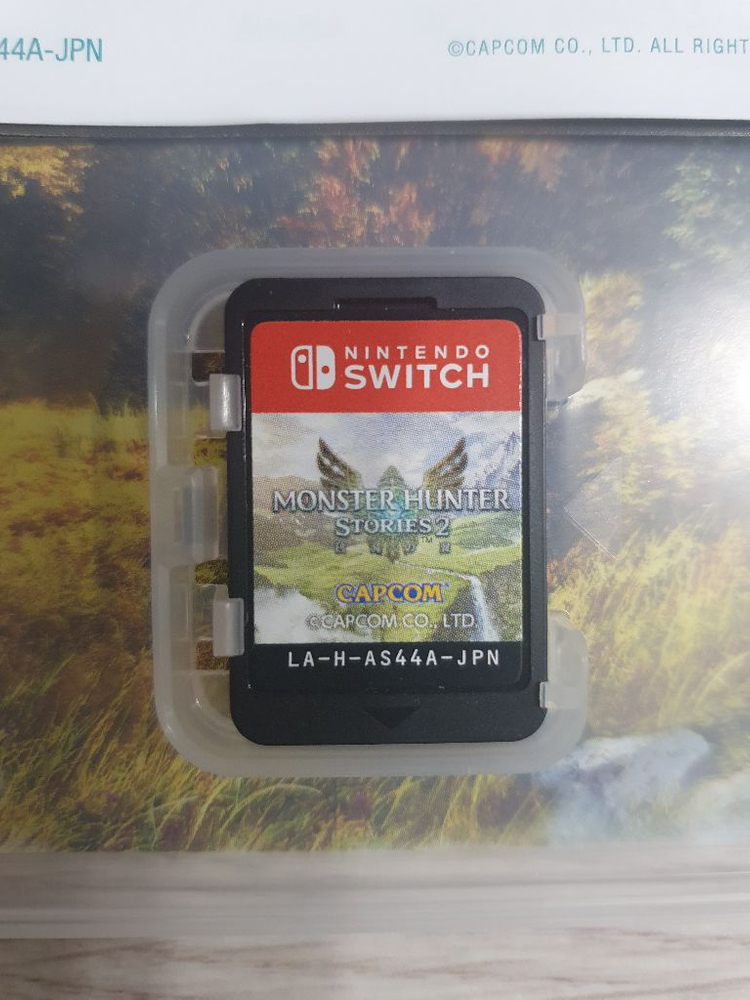 44A-JPN
©CAPCOM CO., LTD. ALL RIGHT
NINTENDO
SWITCH
MONSTER HUNTER
STORIES 2
™
CAPCOM
©CAPCOM CO., LTD.
LA-H-AS44A-JPN